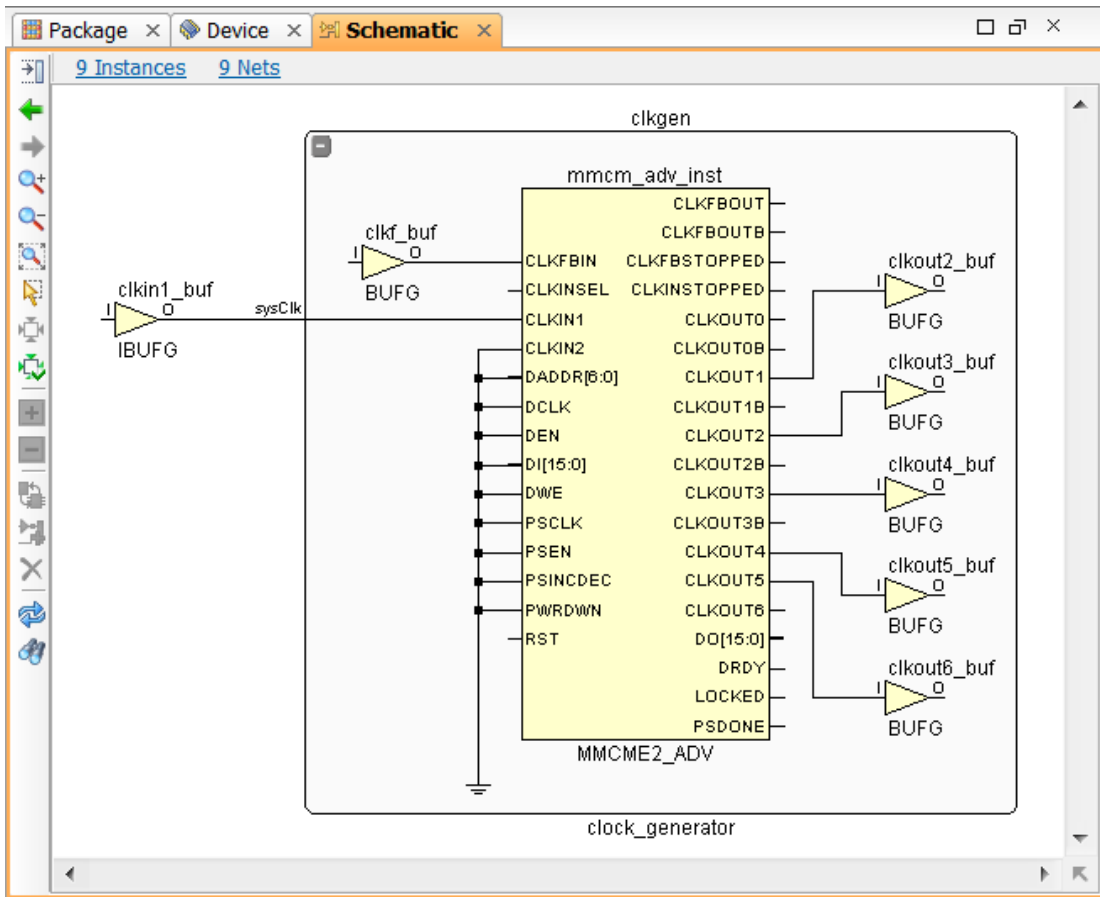 Package × Device × Schematic ×
9 Instances 9 Nets
clkgen
mmcm_adv_inst
CLKFBOUT
CLKFBOUTB
clkf_buf
I O
BUFG
CLKFBIN CLKFBSTOPPED
CLKINSEL CLKINSTOPPED
clkin1_buf
I O
IBUFG
sysClk
CLKIN1 CLKOUT0
CLKIN2 CLKOUT0B
DADDR[6:0] CLKOUT1
DCLK CLKOUT1B
DEN CLKOUT2
DI[15:0] CLKOUT2B
DWE CLKOUT3
PSCLK CLKOUT3B
PSEN CLKOUT4
PSINCDEC CLKOUT5
PWRDWN CLKOUT6
RST DO[15:0]
DRDY
LOCKED
PSDONE
MMCME2_ADV
clkout2_buf
I O
BUFG
clkout3_buf
I O
BUFG
clkout4_buf
I O
BUFG
clkout5_buf
I O
BUFG
clkout6_buf
I O
BUFG
clock_generator